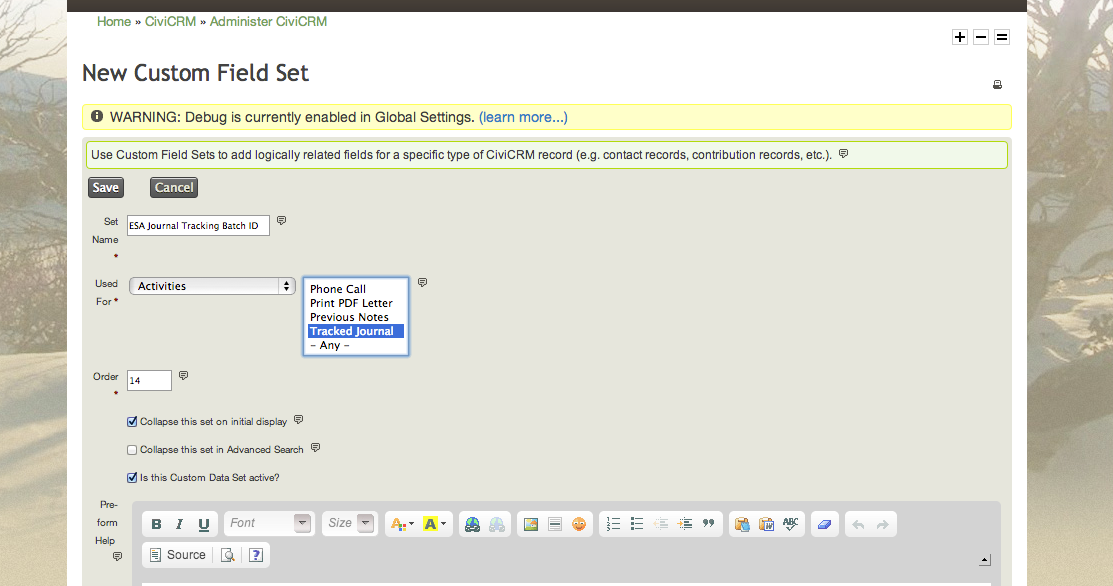 Home » CiviCRM » Administer CiviCRM
New Custom Field Set
WARNING: Debug is currently enabled in Global Settings. (learn more...)
Use Custom Field Sets to add logically related fields for a specific type of CiviCRM record (e.g. contact records, contribution records, etc.).
Save Cancel
Set Name * ESA Journal Tracking Batch ID
Used For * Activities
Phone Call
Print PDF Letter
Previous Notes
Tracked Journal
– Any –
Order * 14
Collapse this set on initial display
Collapse this set in Advanced Search
Is this Custom Data Set active?
Pre-form Help
B I U Font Size A A ABC
Source